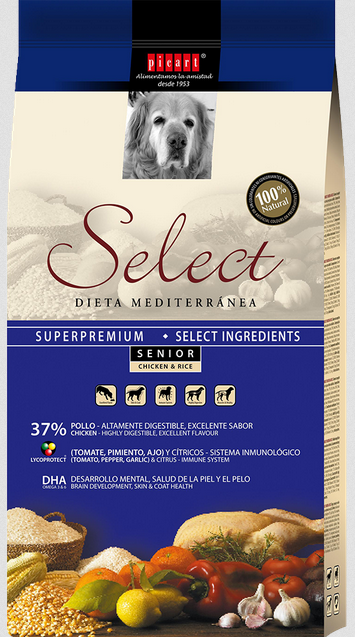 picart®
Alimentamos la amistad
desde 1953
100%
Natural
Select
DIETA MEDITERRÁNEA
SUPERPREMIUM • SELECT INGREDIENTS
SENIOR
CHICKEN & RICE
37% POLLO - ALTAMENTE DIGESTIBLE, EXCELENTE SABOR
CHICKEN - HIGHLY DIGESTIBLE, EXCELLENT FLAVOUR
LYCOPROTECT (TOMATE, PIMIENTO, AJO) Y CÍTRICOS - SISTEMA INMUNOLÓGICO
(TOMATO, PEPPER, GARLIC) & CITRUS - IMMUNE SYSTEM
DHA DESARROLLO MENTAL, SALUD DE LA PIEL Y EL PELO
OMEGA 3 & 6 BRAIN DEVELOPMENT, SKIN & COAT HEALTH